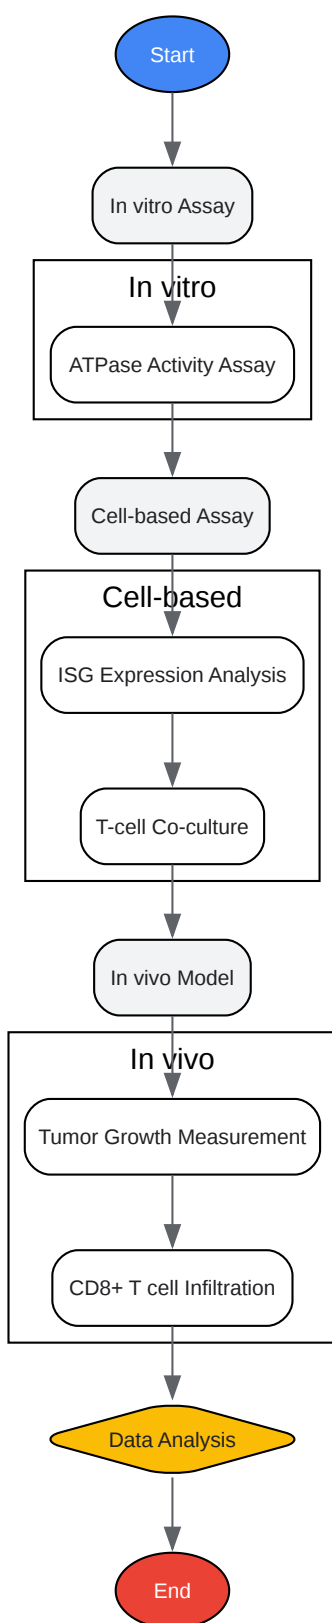 Start
In vitro Assay
In vitro
ATPase Activity Assay
Cell-based Assay
Cell-based
ISG Expression Analysis
T-cell Co-culture
In vivo Model
In vivo
Tumor Growth Measurement
CD8+ T cell Infiltration
Data Analysis
End